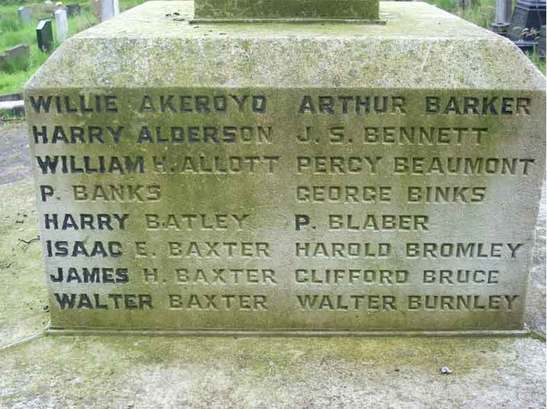 WILLIE AKEROYD ARTHUR BARKER
HARRY ALDERSON J. S. BENNETT
WILLIAM H. ALLOTT PERCY BEAUMONT
P. BANKS GEORGE BINKS
HARRY BATLEY P. BLABER
ISAAC E. BAXTER HAROLD BROMLEY
JAMES H. BAXTER CLIFFORD BRUCE
WALTER BAXTER WALTER BURNLEY